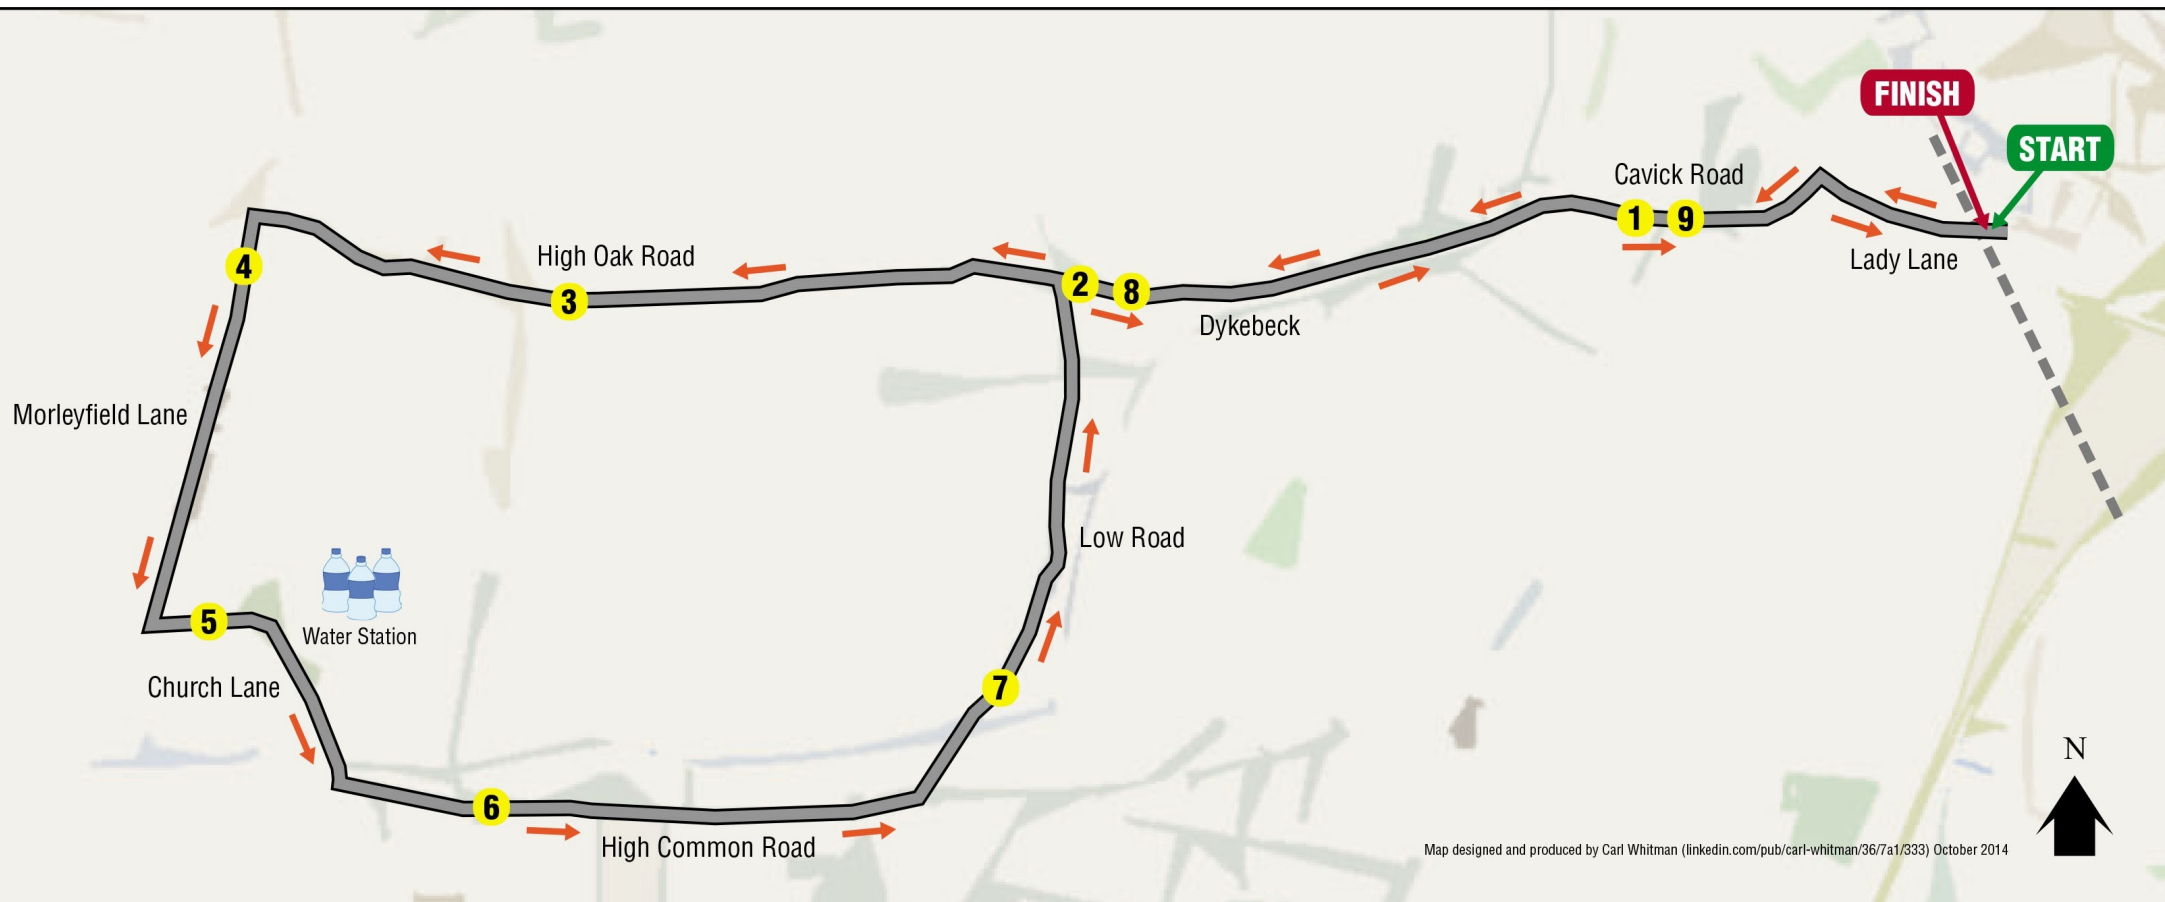 FINISH
START
Cavick Road
1
9
Lady Lane
High Oak Road
4
3
2
8
Dykebeck
Morleyfield Lane
Low Road
5
Water Station
Church Lane
7
6
High Common Road
N
Map designed and produced by Carl Whitman (linkedin.com/pub/carl-whitman/36/7a1/333) October 2014